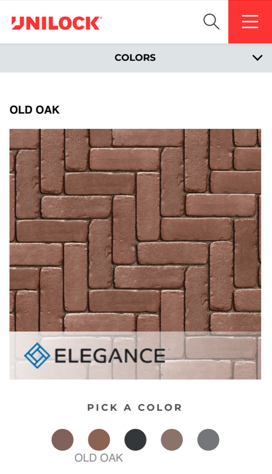 UNILOCK
COLORS
OLD OAK
ELEGANCE
PICK A COLOR
OLD OAK